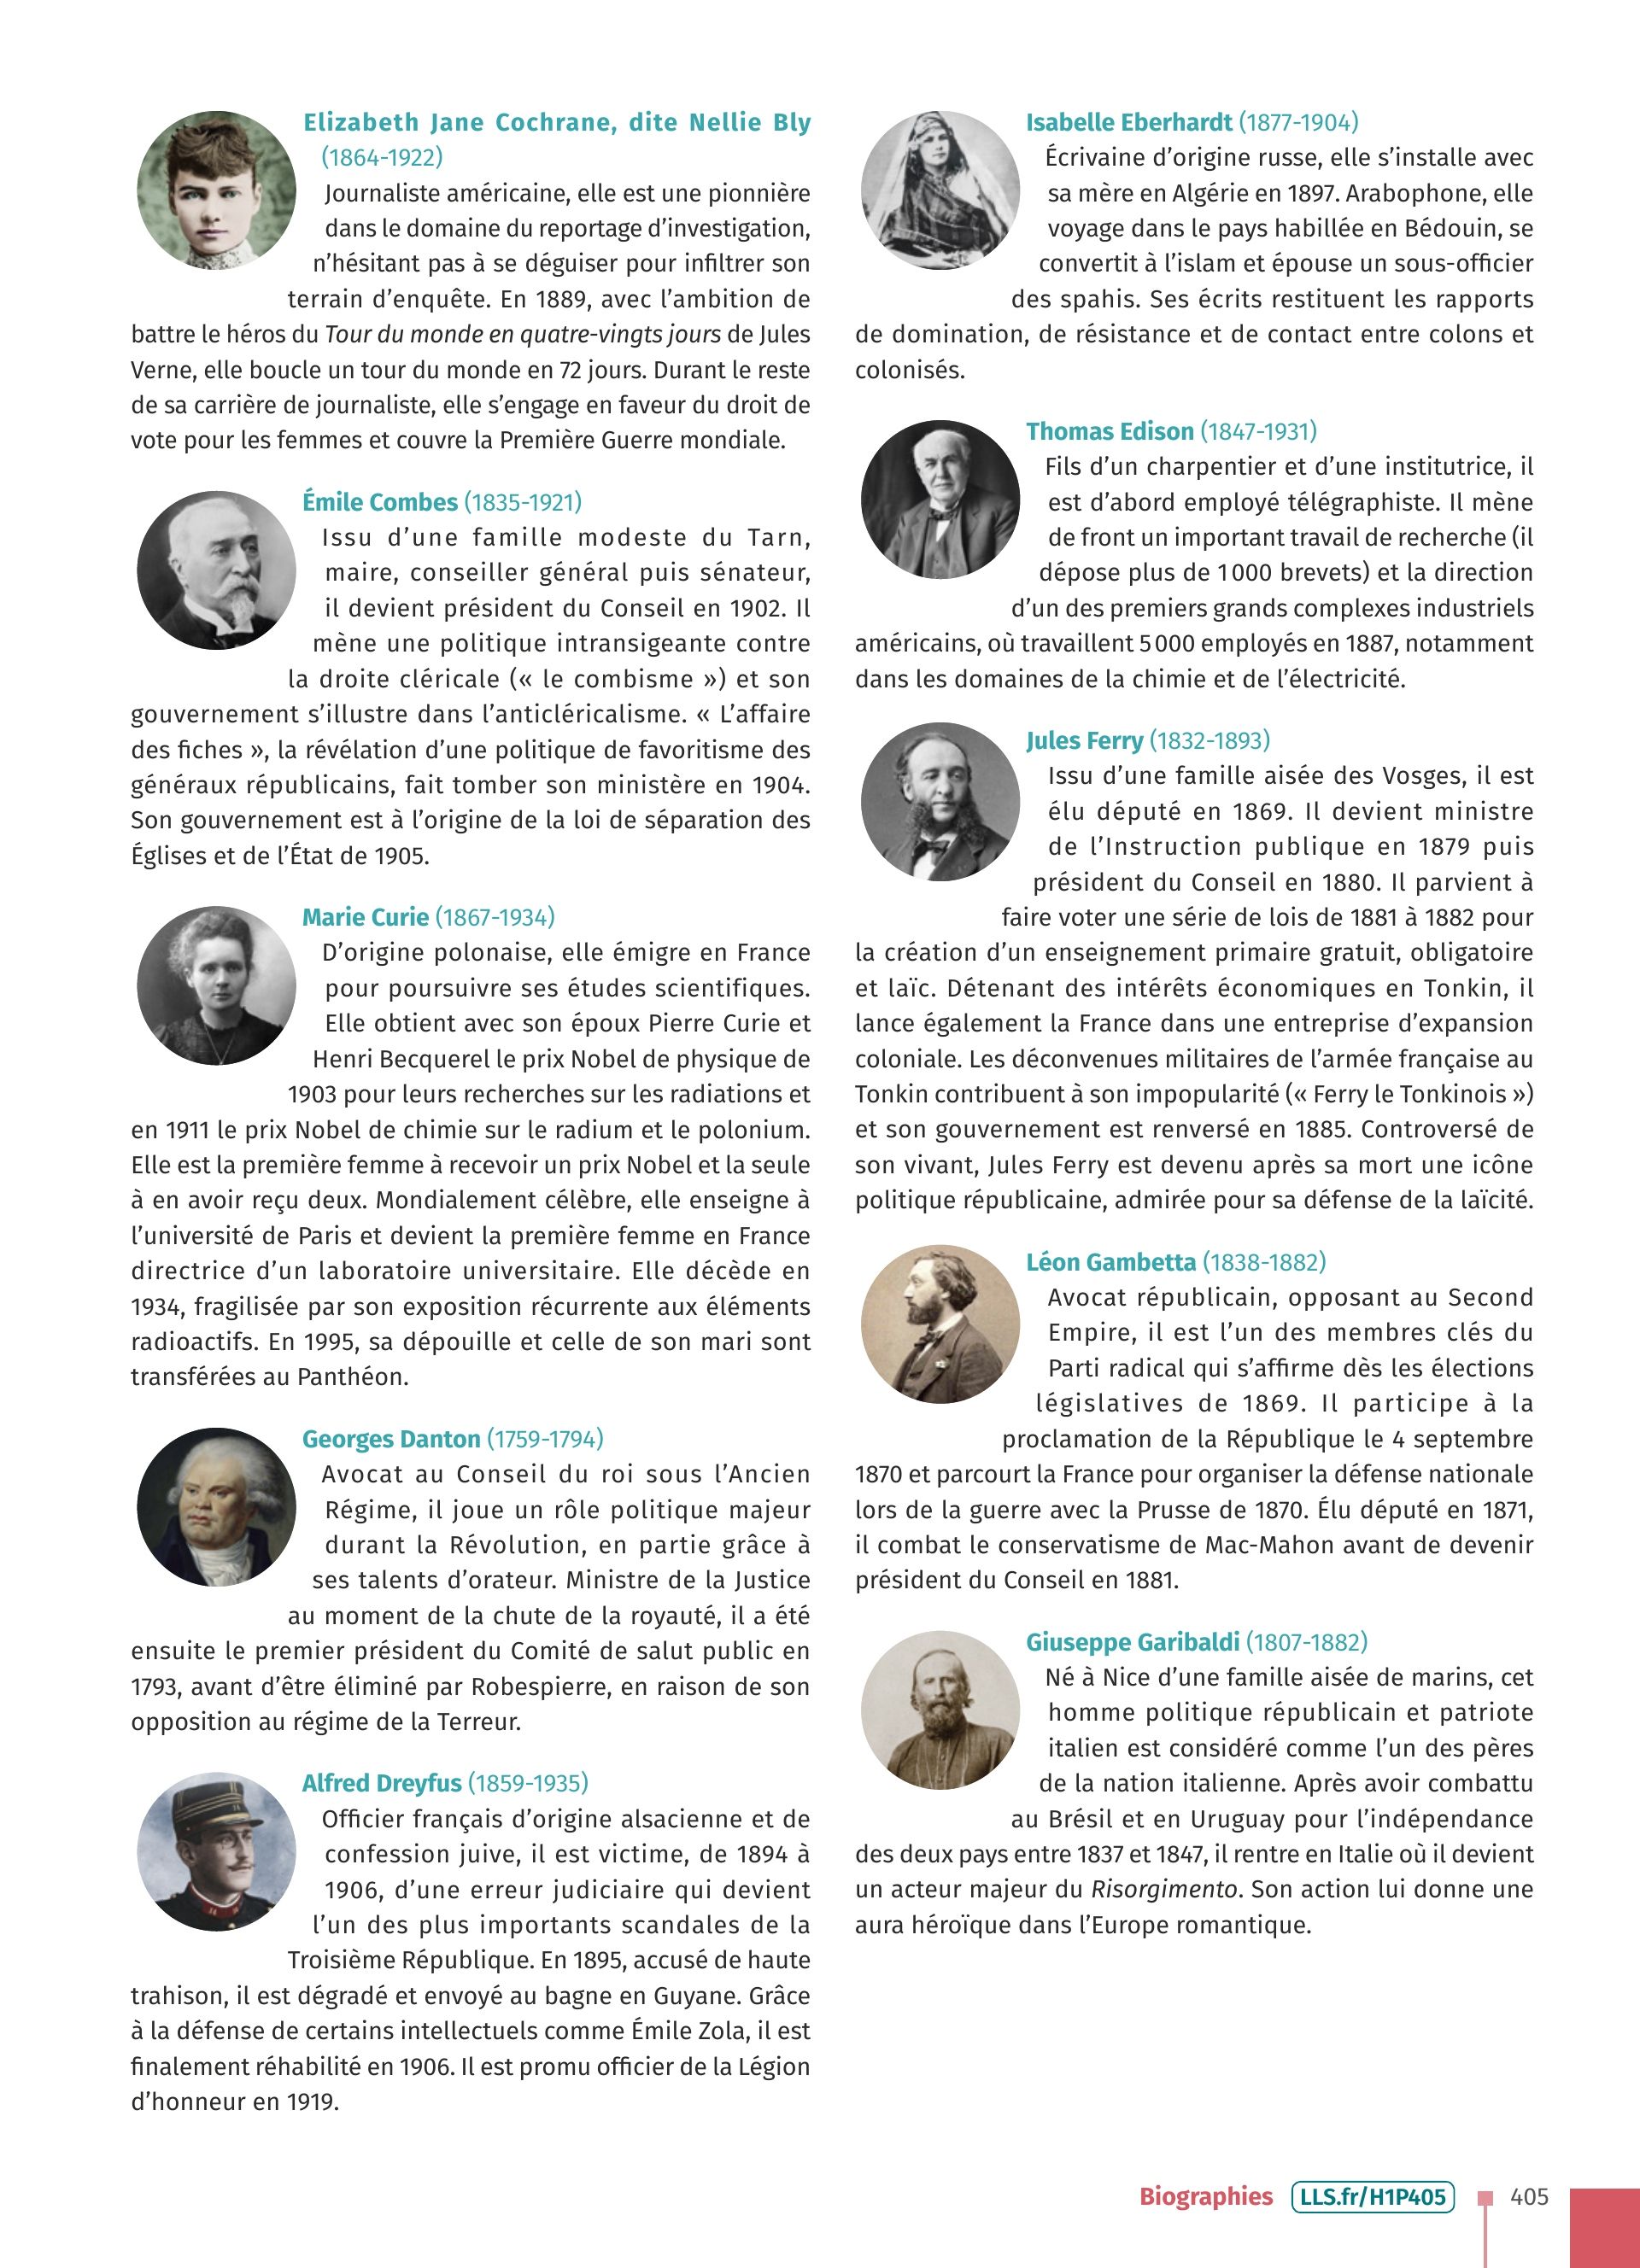 Elizabeth Jane Cochrane, dite Nellie Bly
(1864-1922)
Journaliste américaine, elle est une pionnière
dans le domaine du reportage d’investigation,
n’hésitant pas à se déguiser pour infiltrer son
terrain d’enquête. En 1889, avec l’ambition de
battre le héros du Tour du monde en quatre-vingts jours de Jules
Verne, elle boucle un tour du monde en 72 jours. Durant le reste
de sa carrière de journaliste, elle s’engage en faveur du droit de
vote pour les femmes et couvre la Première Guerre mondiale.
Émile Combes (1835-1921)
Issu d’une famille modeste du Tarn,
maire, conseiller général puis sénateur,
il devient président du Conseil en 1902. Il
mène une politique intransigeante contre
la droite cléricale (« le combisme ») et son
gouvernement s’illustre dans l’anticléricalisme. « L’affaire
des fiches », la révélation d’une politique de favoritisme des
généraux républicains, fait tomber son ministère en 1904.
Son gouvernement est à l’origine de la loi de séparation des
Églises et de l’État de 1905.
Marie Curie (1867-1934)
D’origine polonaise, elle émigre en France
pour poursuivre ses études scientifiques.
Elle obtient avec son époux Pierre Curie et
Henri Becquerel le prix Nobel de physique de
1903 pour leurs recherches sur les radiations et
en 1911 le prix Nobel de chimie sur le radium et le polonium.
Elle est la première femme à recevoir un prix Nobel et la seule
à en avoir reçu deux. Mondialement célèbre, elle enseigne à
l’université de Paris et devient la première femme en France
directrice d’un laboratoire universitaire. Elle décède en
1934, fragilisée par son exposition récurrente aux éléments
radioactifs. En 1995, sa dépouille et celle de son mari sont
transférées au Panthéon.
Georges Danton (1759-1794)
Avocat au Conseil du roi sous l’Ancien
Régime, il joue un rôle politique majeur
durant la Révolution, en partie grâce à
ses talents d’orateur. Ministre de la Justice
au moment de la chute de la royauté, il a été
ensuite le premier président du Comité de salut public en
1793, avant d’être éliminé par Robespierre, en raison de son
opposition au régime de la Terreur.
Alfred Dreyfus (1859-1935)
Officier français d’origine alsacienne et de
confession juive, il est victime, de 1894 à
1906, d’une erreur judiciaire qui devient
l’un des plus importants scandales de la
Troisième République. En 1895, accusé de haute
trahison, il est dégradé et envoyé au bagne en Guyane. Grâce
à la défense de certains intellectuels comme Émile Zola, il est
finalement réhabilité en 1906. Il est promu officier de la Légion
d’honneur en 1919.
Isabelle Eberhardt (1877-1904)
Écrivaine d’origine russe, elle s’installe avec
sa mère en Algérie en 1897. Arabophone, elle
voyage dans le pays habillée en Bédouin, se
convertit à l’islam et épouse un sous-officier
des spahis. Ses écrits restituent les rapports
de domination, de résistance et de contact entre colons et
colonisés.
Thomas Edison (1847-1931)
Fils d’un charpentier et d’une institutrice, il
est d’abord employé télégraphiste. Il mène
de front un important travail de recherche (il
dépose plus de 1 000 brevets) et la direction
d’un des premiers grands complexes industriels
américains, où travaillent 5 000 employés en 1887, notamment
dans les domaines de la chimie et de l’électricité.
Jules Ferry (1832-1893)
Issu d’une famille aisée des Vosges, il est
élu député en 1869. Il devient ministre
de l’Instruction publique en 1879 puis
président du Conseil en 1880. Il parvient à
faire voter une série de lois de 1881 à 1882 pour
la création d’un enseignement primaire gratuit, obligatoire
et laïc. Détenant des intérêts économiques en Tonkin, il
lance également la France dans une entreprise d’expansion
coloniale. Les déconvenues militaires de l’armée française au
Tonkin contribuent à son impopularité (« Ferry le Tonkinois »)
et son gouvernement est renversé en 1885. Controversé de
son vivant, Jules Ferry est devenu après sa mort une icône
politique républicaine, admirée pour sa défense de la laïcité.
Léon Gambetta (1838-1882)
Avocat républicain, opposant au Second
Empire, il est l’un des membres clés du
Parti radical qui s’affirme dès les élections
législatives de 1869. Il participe à la
proclamation de la République le 4 septembre
1870 et parcourt la France pour organiser la défense nationale
lors de la guerre avec la Prusse de 1870. Élu député en 1871,
il combat le conservatisme de Mac-Mahon avant de devenir
président du Conseil en 1881.
Giuseppe Garibaldi (1807-1882)
Né à Nice d’une famille aisée de marins, cet
homme politique républicain et patriote
italien est considéré comme l’un des pères
de la nation italienne. Après avoir combattu
au Brésil et en Uruguay pour l’indépendance
des deux pays entre 1837 et 1847, il rentre en Italie où il devient
un acteur majeur du Risorgimento. Son action lui donne une
aura héroïque dans l’Europe romantique.
Biographies LLS.fr/H1P405 405